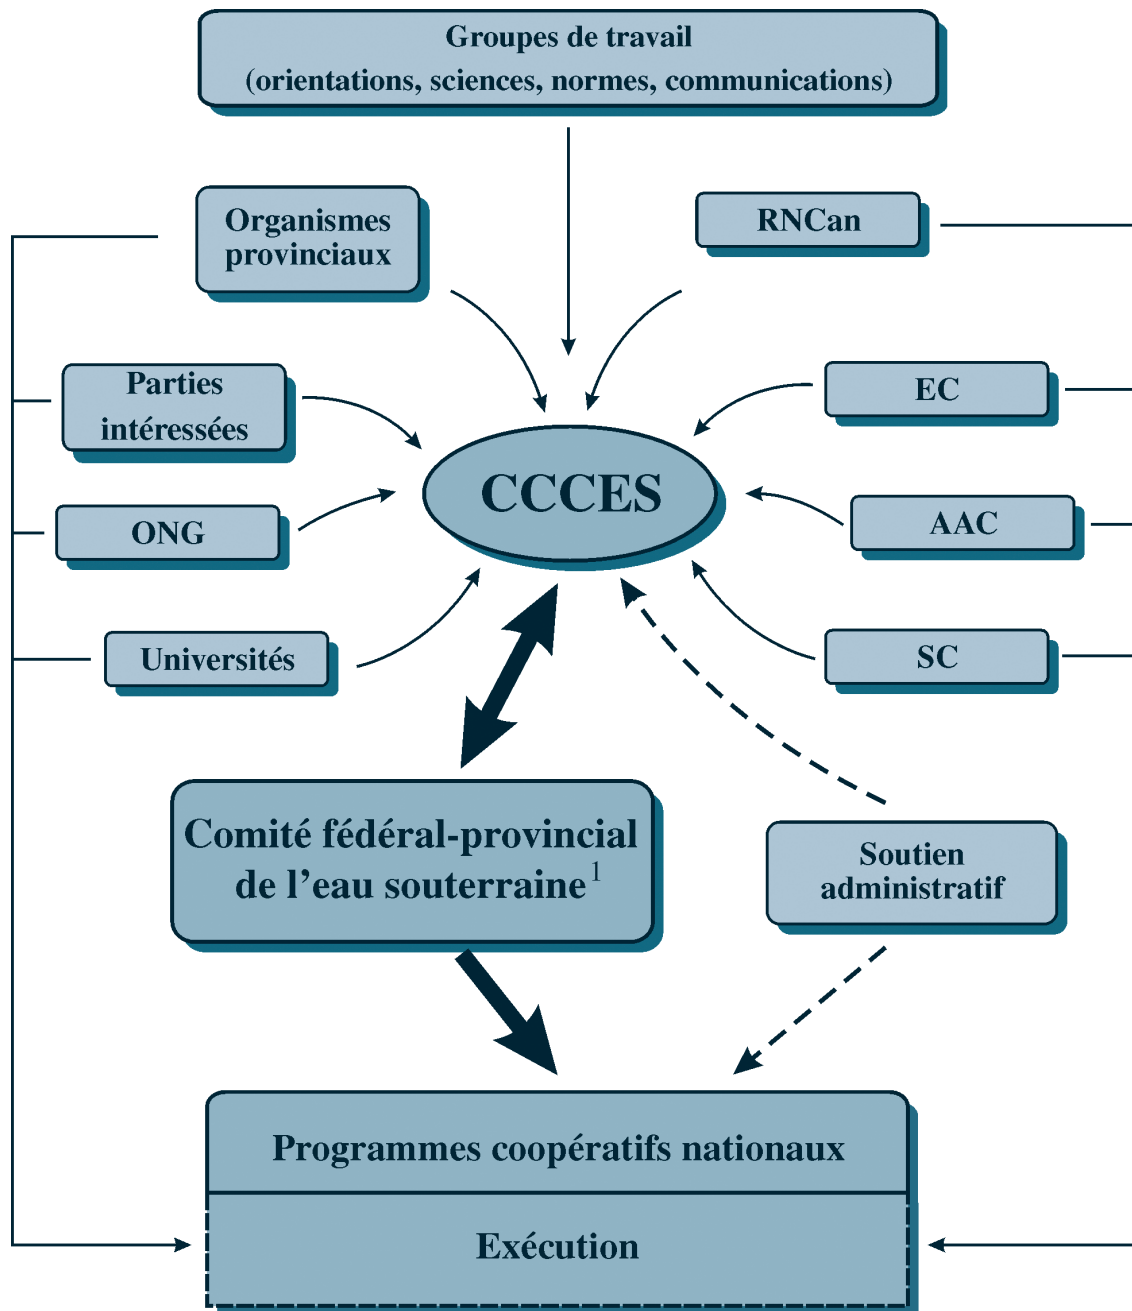 Groupes de travail
(orientations, sciences, normes, communications)
Organismes
provinciaux
RNCan
Parties
intéressées
EC
CCCES
ONG
AAC
Universités
SC
Comité fédéral-provincial
de l’eau souterraine¹
Soutien
administratif
Programmes coopératifs nationaux
Exécution